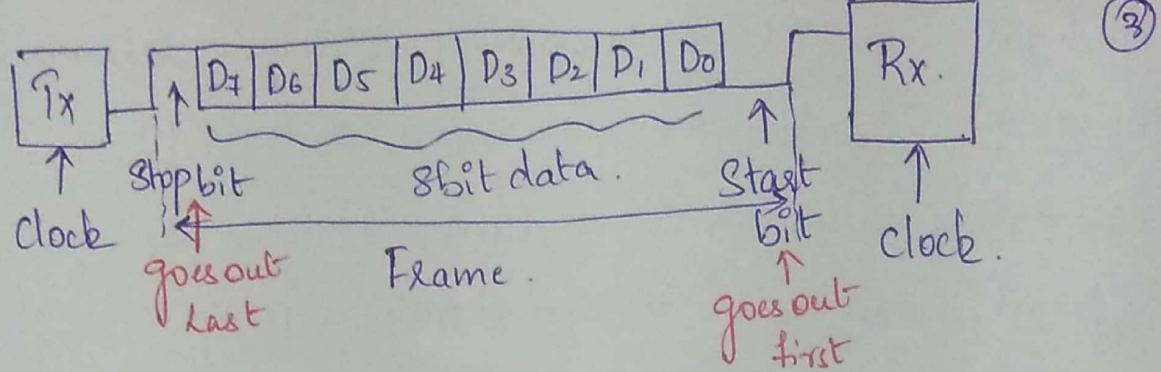 3
Tx
D7 D6 D5 D4 D3 D2 D1 D0
Rx.
Stop bit
8bit data.
Start
bit
Clock
Clock.
goes out
Last
Frame.
goes out
first